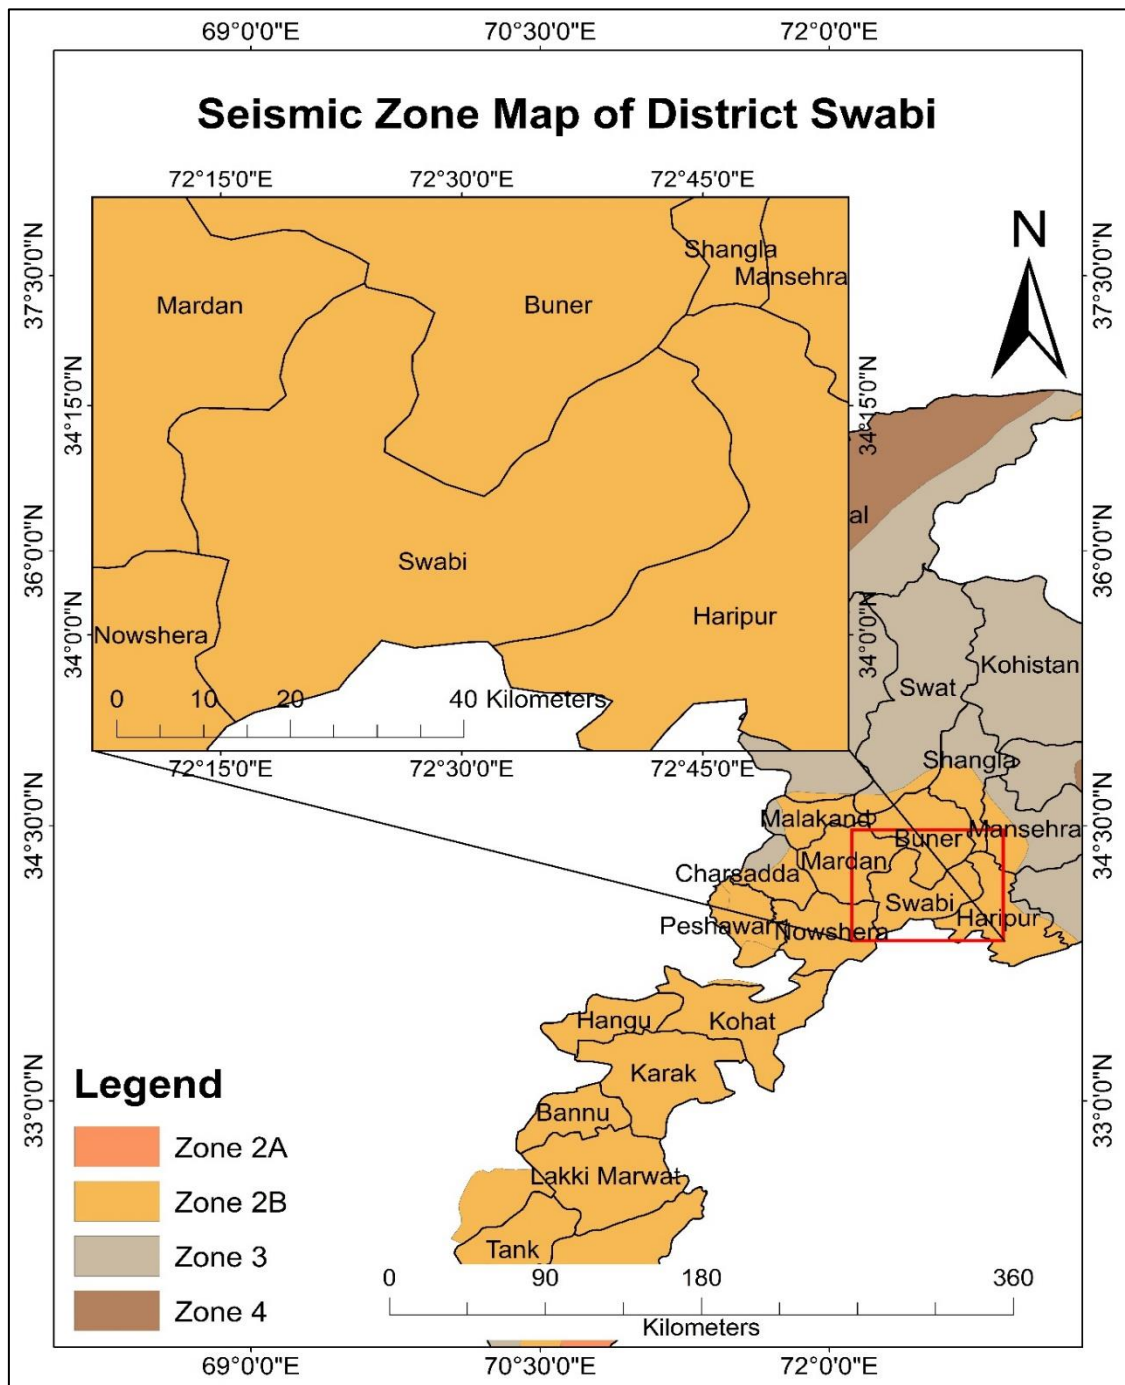 69°0'0"E 70°30'0"E 72°0'0"E
Seismic Zone Map of District Swabi
72°15'0"E 72°30'0"E 72°45'0"E
N
37°30'0"N
37°30'0"N
Shangla
Mansehra
Mardan
Buner
34°15'0"N
34°15'0"N
al
36°0'0"N
36°0'0"N
Swabi
Haripur
Nowshera
34°0'0"N
34°0'0"N
0 10 20 40 Kilometers
72°15'0"E 72°30'0"E 72°45'0"E
Kohistan
Swat
Shangla
34°30'0"N
34°30'0"N
Malakand
Mansehra
Buner
Mardan
Charsadda
Swabi
Haripur
Peshawar
Nowshera
Hangu
Kohat
Karak
33°0'0"N
33°0'0"N
Bannu
Lakki Marwat
Tank
Legend
Zone 2A
Zone 2B
Zone 3
Zone 4
0 90 180 360
Kilometers
69°0'0"E 70°30'0"E 72°0'0"E